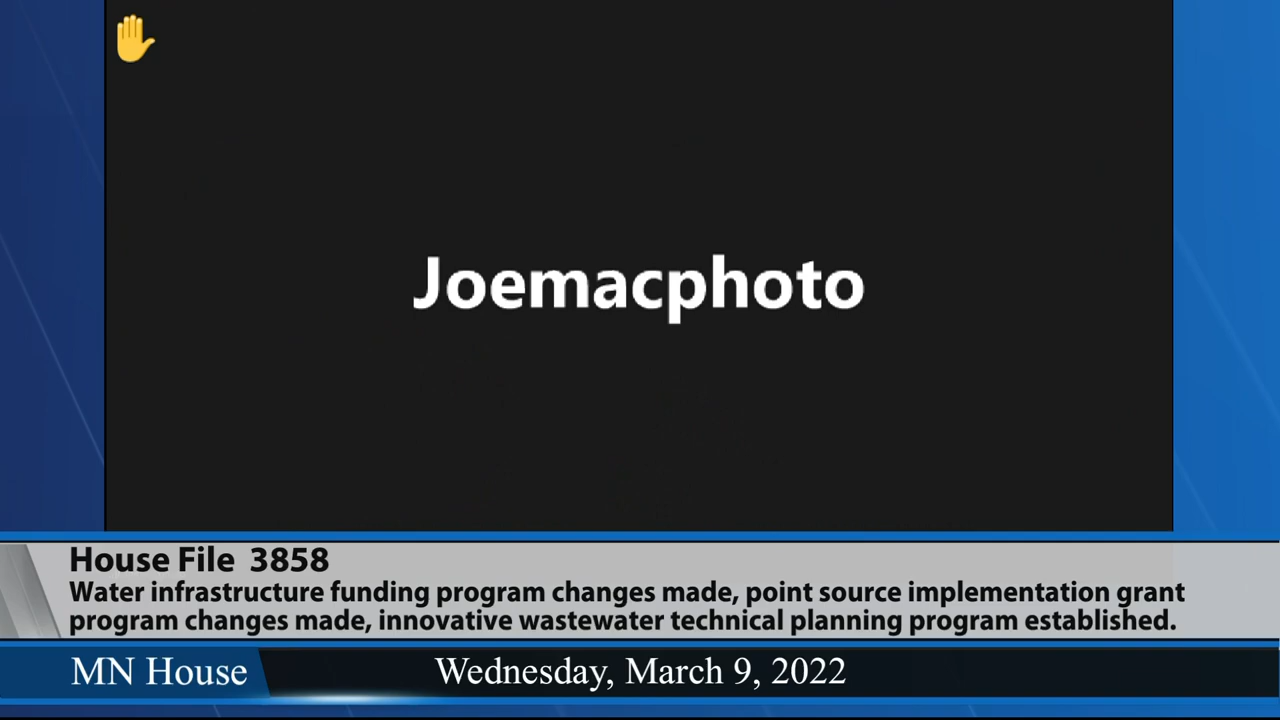 Joemacphoto
House File 3858
Water infrastructure funding program changes made, point source implementation grant
program changes made, innovative wastewater technical planning program established.
MN House
Wednesday, March 9, 2022